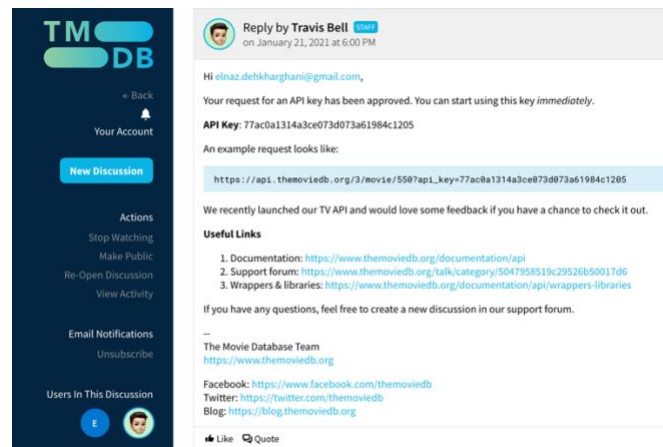 TM
DB
← Back
Your Account
New Discussion
Actions
Stop Watching
Make Public
Re-Open Discussion
View Activity
Email Notifications
Unsubscribe
Users In This Discussion
E
Reply by Travis Bell STAFF
on January 21, 2021 at 6:00 PM
Hi elnaz.dehkharghani@gmail.com,
Your request for an API key has been approved. You can start using this key immediately.
API Key: 77ac0a1314a3ce073d073a61984c1205
An example request looks like:
https://api.themoviedb.org/3/movie/550?api_key=77ac0a1314a3ce073d073a61984c1205
We recently launched our TV API and would love some feedback if you have a chance to check it out.
Useful Links
1. Documentation: https://www.themoviedb.org/documentation/api
2. Support forum: https://www.themoviedb.org/talk/category/5047958519c29526b50017d6
3. Wrappers & libraries: https://www.themoviedb.org/documentation/api/wrappers-libraries
If you have any questions, feel free to create a new discussion in our support forum.
--
The Movie Database Team
https://www.themoviedb.org
Facebook: https://www.facebook.com/themoviedb
Twitter: https://twitter.com/themoviedb
Blog: https://blog.themoviedb.org
Like Quote